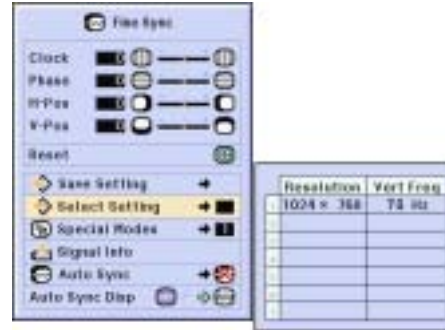 Fine Sync
Clock
Phase
H-Pos
V-Pos
Reset
Save Setting
Select Setting
Special Modes
Signal Info
Auto Sync
Auto Sync Disp
Resolution Vert Freq
1024 × 768 70 Hz